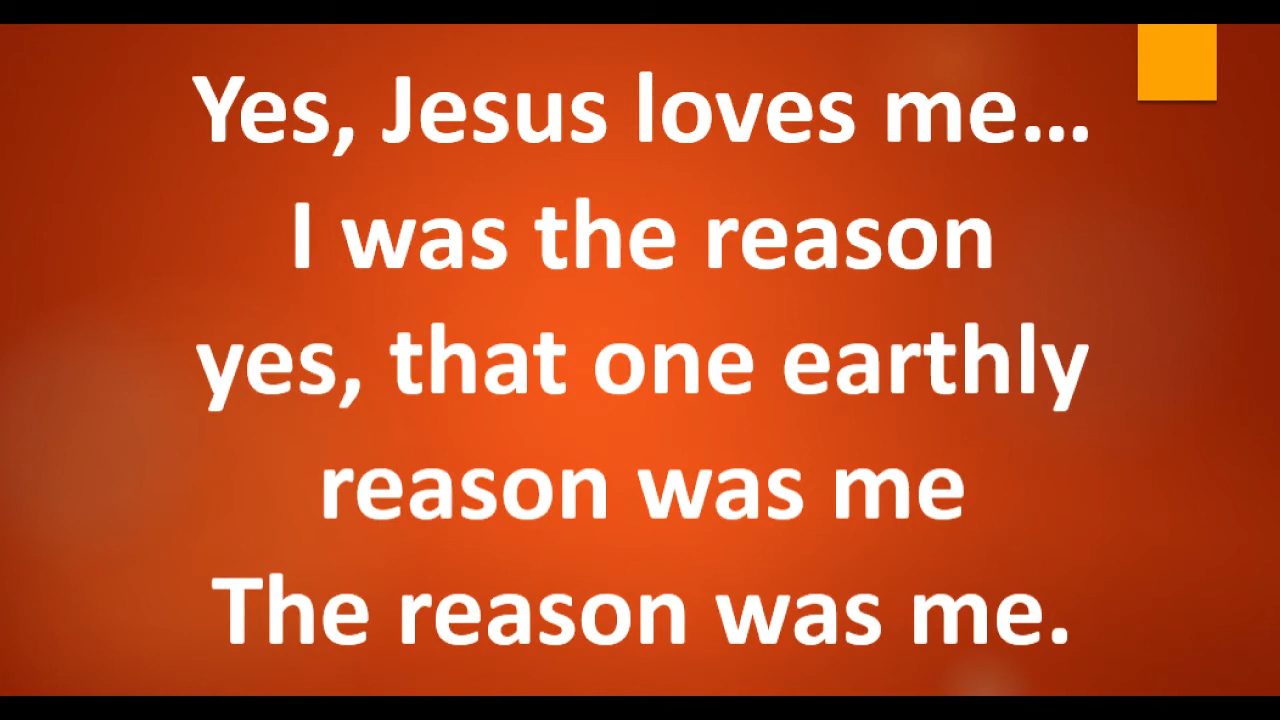 Yes, Jesus loves me...
I was the reason
yes, that one earthly
reason was me
The reason was me.